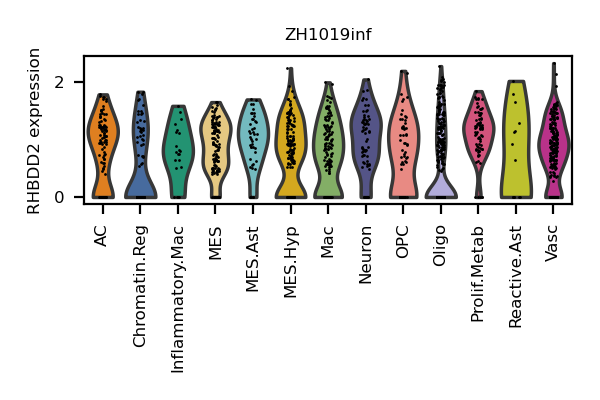 ZH1019inf
RHBDD2 expression
2
0
AC
Chromatin.Reg
Inflammatory.Mac
MES
MES.Ast
MES.Hyp
Mac
Neuron
OPC
Oligo
Prolif.Metab
Reactive.Ast
Vasc